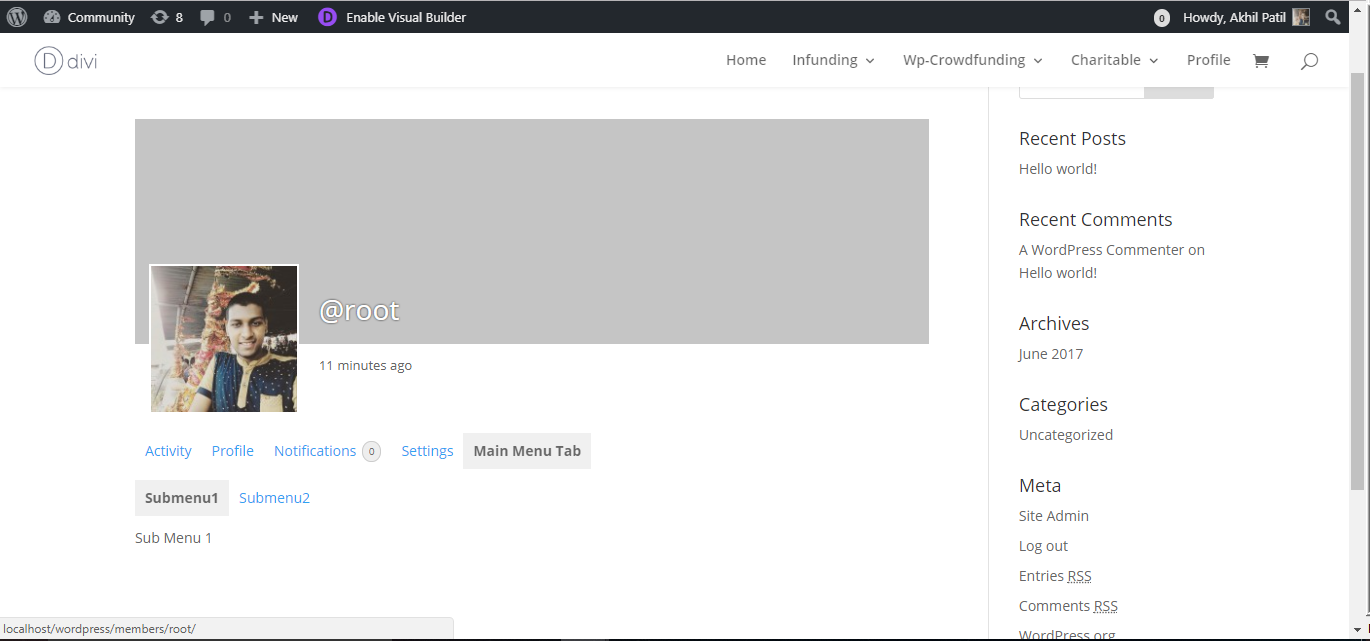 Community 8 0 New D Enable Visual Builder 0 Howdy, Akhil Patil
D divi Home Infunding Wp-Crowdfunding Charitable Profile
@root
11 minutes ago
Activity Profile Notifications 0 Settings Main Menu Tab
Submenu1 Submenu2
Sub Menu 1
Recent Posts
Hello world!
Recent Comments
A WordPress Commenter on
Hello world!
Archives
June 2017
Categories
Uncategorized
Meta
Site Admin
Log out
Entries RSS
Comments RSS
WordPress.org
localhost/wordpress/members/root/